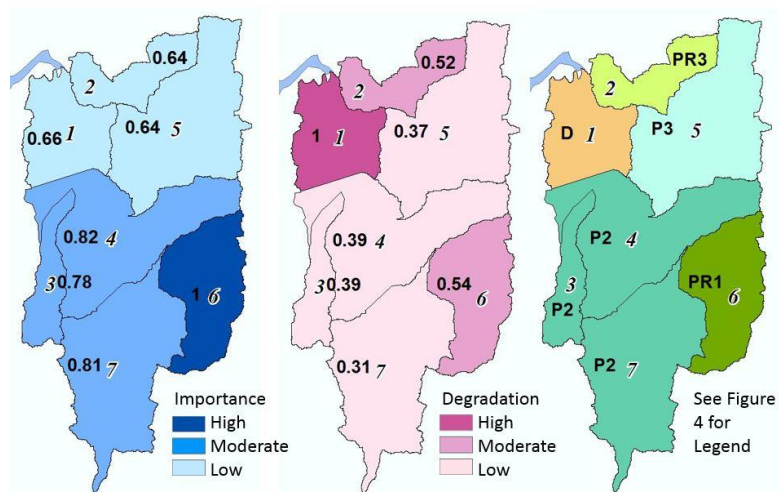 0.64
2
0.66 1
0.64 5
0.82 4
3 0.78
1 6
0.81 7
Importance
High
Moderate
Low
0.52
2
1 1
0.37 5
0.39 4
3 0.39
0.54 6
0.31 7
Degradation
High
Moderate
Low
PR3
2
D 1
P3 5
P2 4
3
P2
PR1 6
P2 7
See Figure
4 for
Legend